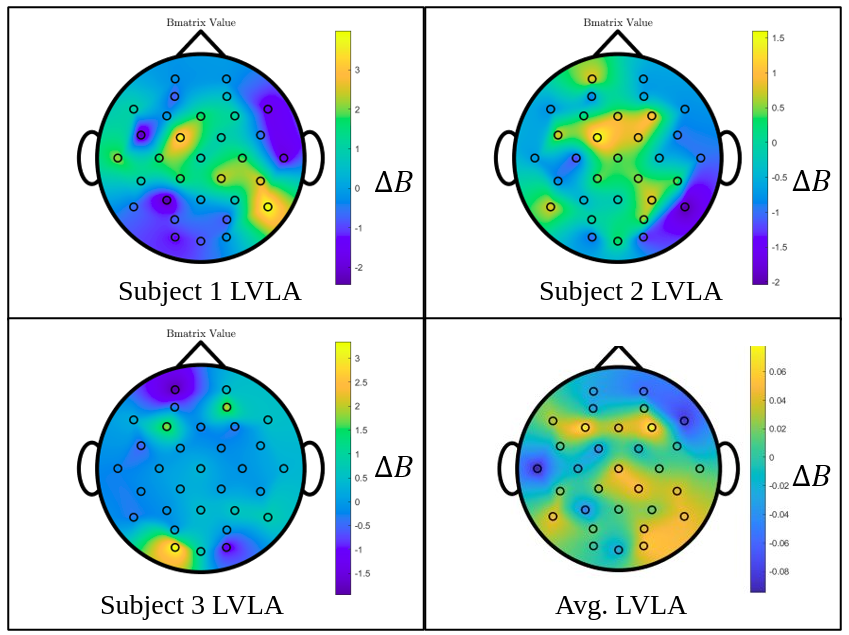 Bmatrix Value
3
2
1
0
-1
-2
ΔB
Subject 1 LVLA
Bmatrix Value
1.5
1
0.5
0
-0.5
-1
-1.5
-2
ΔB
Subject 2 LVLA
Bmatrix Value
3
2.5
2
1.5
1
0.5
0
-0.5
-1
-1.5
ΔB
Subject 3 LVLA
0.06
0.04
0.02
0
-0.02
-0.04
-0.06
-0.08
ΔB
Avg. LVLA